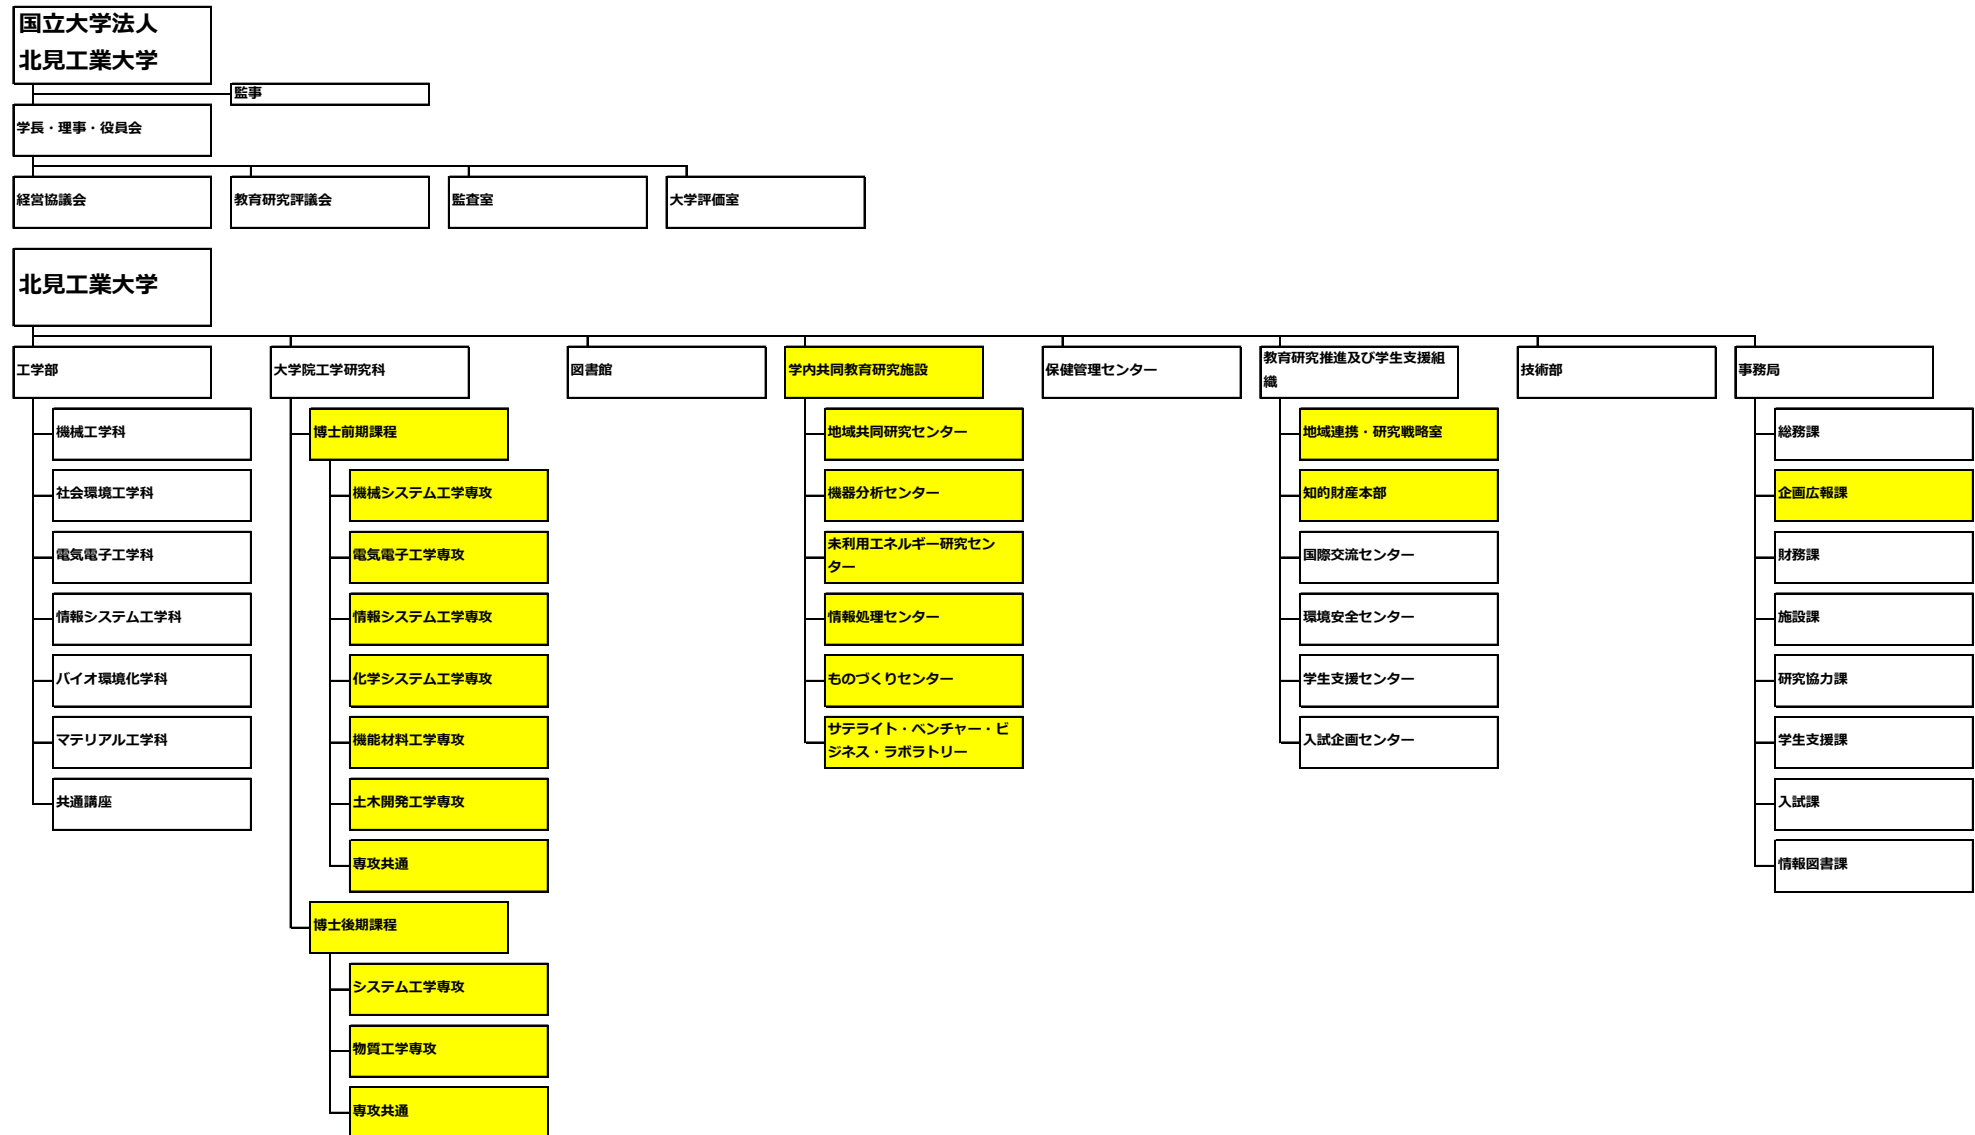 国立大学法人
北見工業大学
監事
学長・理事・役員会
経営協議会
教育研究評議会
監査室
大学評価室
北見工業大学
工学部
機械工学科
社会環境工学科
電気電子工学科
情報システム工学科
バイオ環境化学科
マテリアル工学科
共通講座
大学院工学研究科
博士前期課程
機械システム工学専攻
電気電子工学専攻
情報システム工学専攻
化学システム工学専攻
機能材料工学専攻
土木開発工学専攻
専攻共通
博士後期課程
システム工学専攻
物質工学専攻
専攻共通
図書館
学内共同教育研究施設
地域共同研究センター
機器分析センター
未利用エネルギー研究セン
ター
情報処理センター
ものづくりセンター
サテライト・ベンチャー・ビ
ジネス・ラボラトリー
保健管理センター
教育研究推進及び学生支援組
織
地域連携・研究戦略室
知的財産本部
国際交流センター
環境安全センター
学生支援センター
入試企画センター
技術部
事務局
総務課
企画広報課
財務課
施設課
研究協力課
学生支援課
入試課
情報図書課